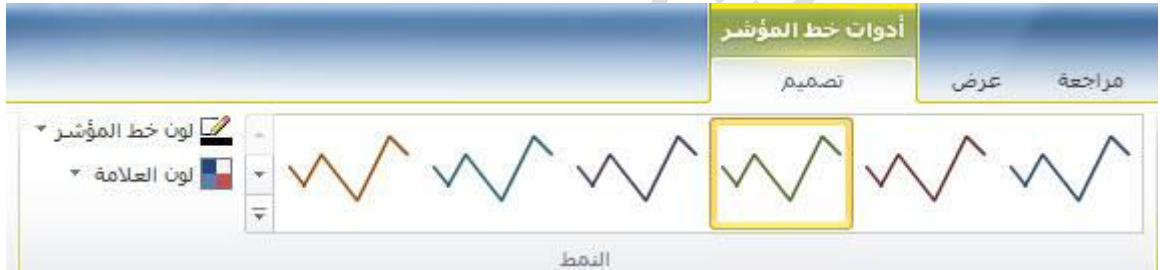 أدوات خط المؤشر
مراجعة عرض تصميم
لون خط المؤشر
لون العلامة
النمط